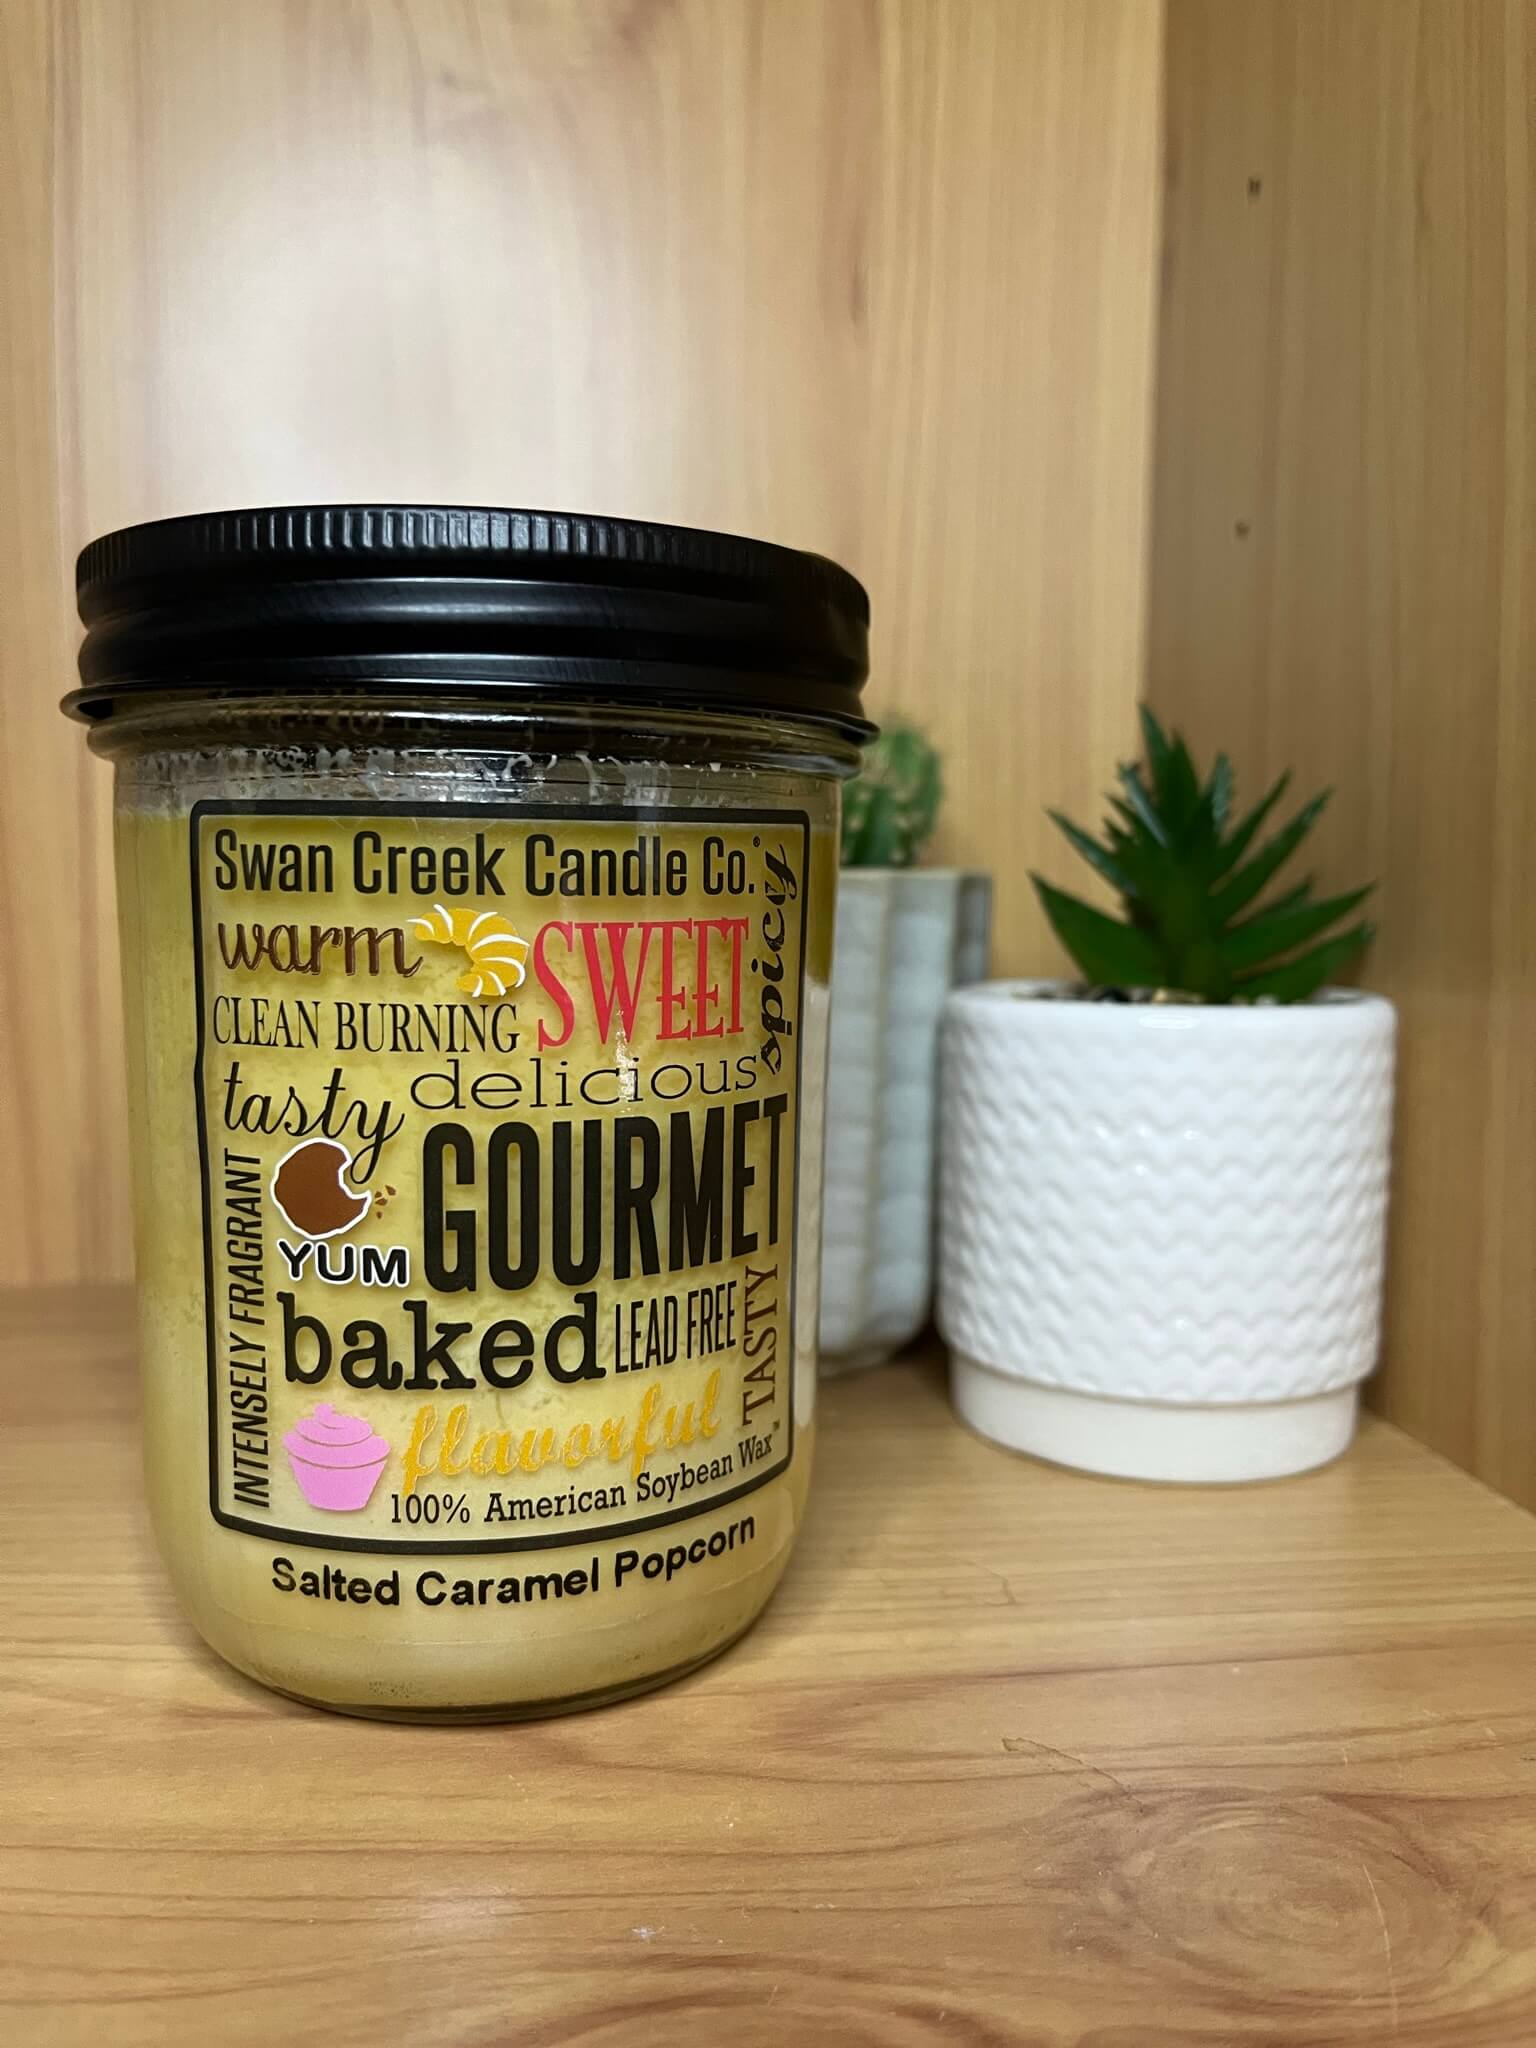 Swan Creek Candle Co.®
warm
SWEET
spicy
CLEAN BURNING
tasty
delicious
GOURMET
YUM
INTENSELY FRAGRANT
baked
LEAD FREE
TASTY
flavorful
100% American Soybean Wax™
Salted Caramel Popcorn